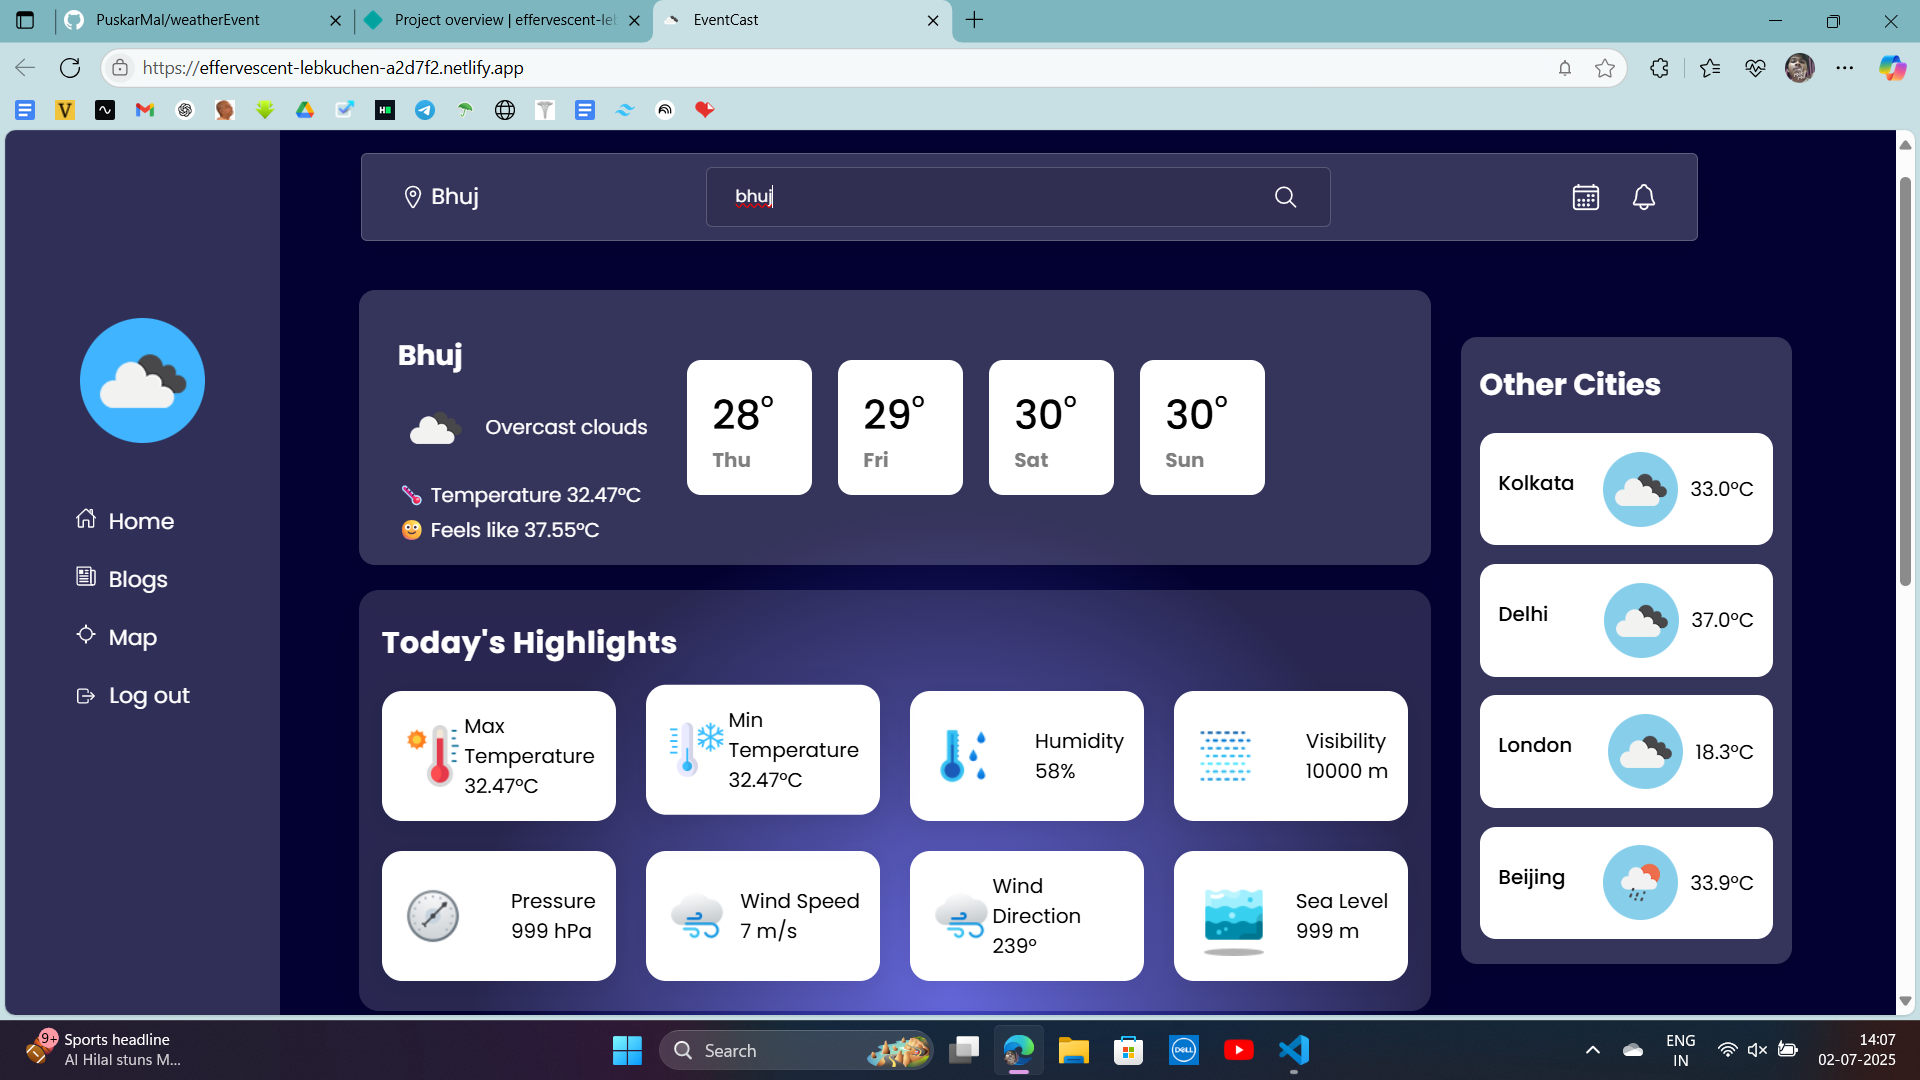 PuskarMal/weatherEvent
Project overview | effervescent-leb
EventCast
https://effervescent-lebkuchen-a2d7f2.netlify.app
Bhuj
bhuj
Bhuj
Overcast clouds
Temperature 32.47°C
Feels like 37.55°C
28°
Thu
29°
Fri
30°
Sat
30°
Sun
Other Cities
Kolkata
33.0°C
Delhi
37.0°C
London
18.3°C
Beijing
33.9°C
Home
Blogs
Map
Log out
Today's Highlights
Max
Temperature
32.47°C
Min
Temperature
32.47°C
Humidity
58%
Visibility
10000 m
Pressure
999 hPa
Wind Speed
7 m/s
Wind
Direction
239°
Sea Level
999 m
9+
Sports headline
Al Hilal stuns M...
Search
DELL
ENG
IN
14:07
02-07-2025